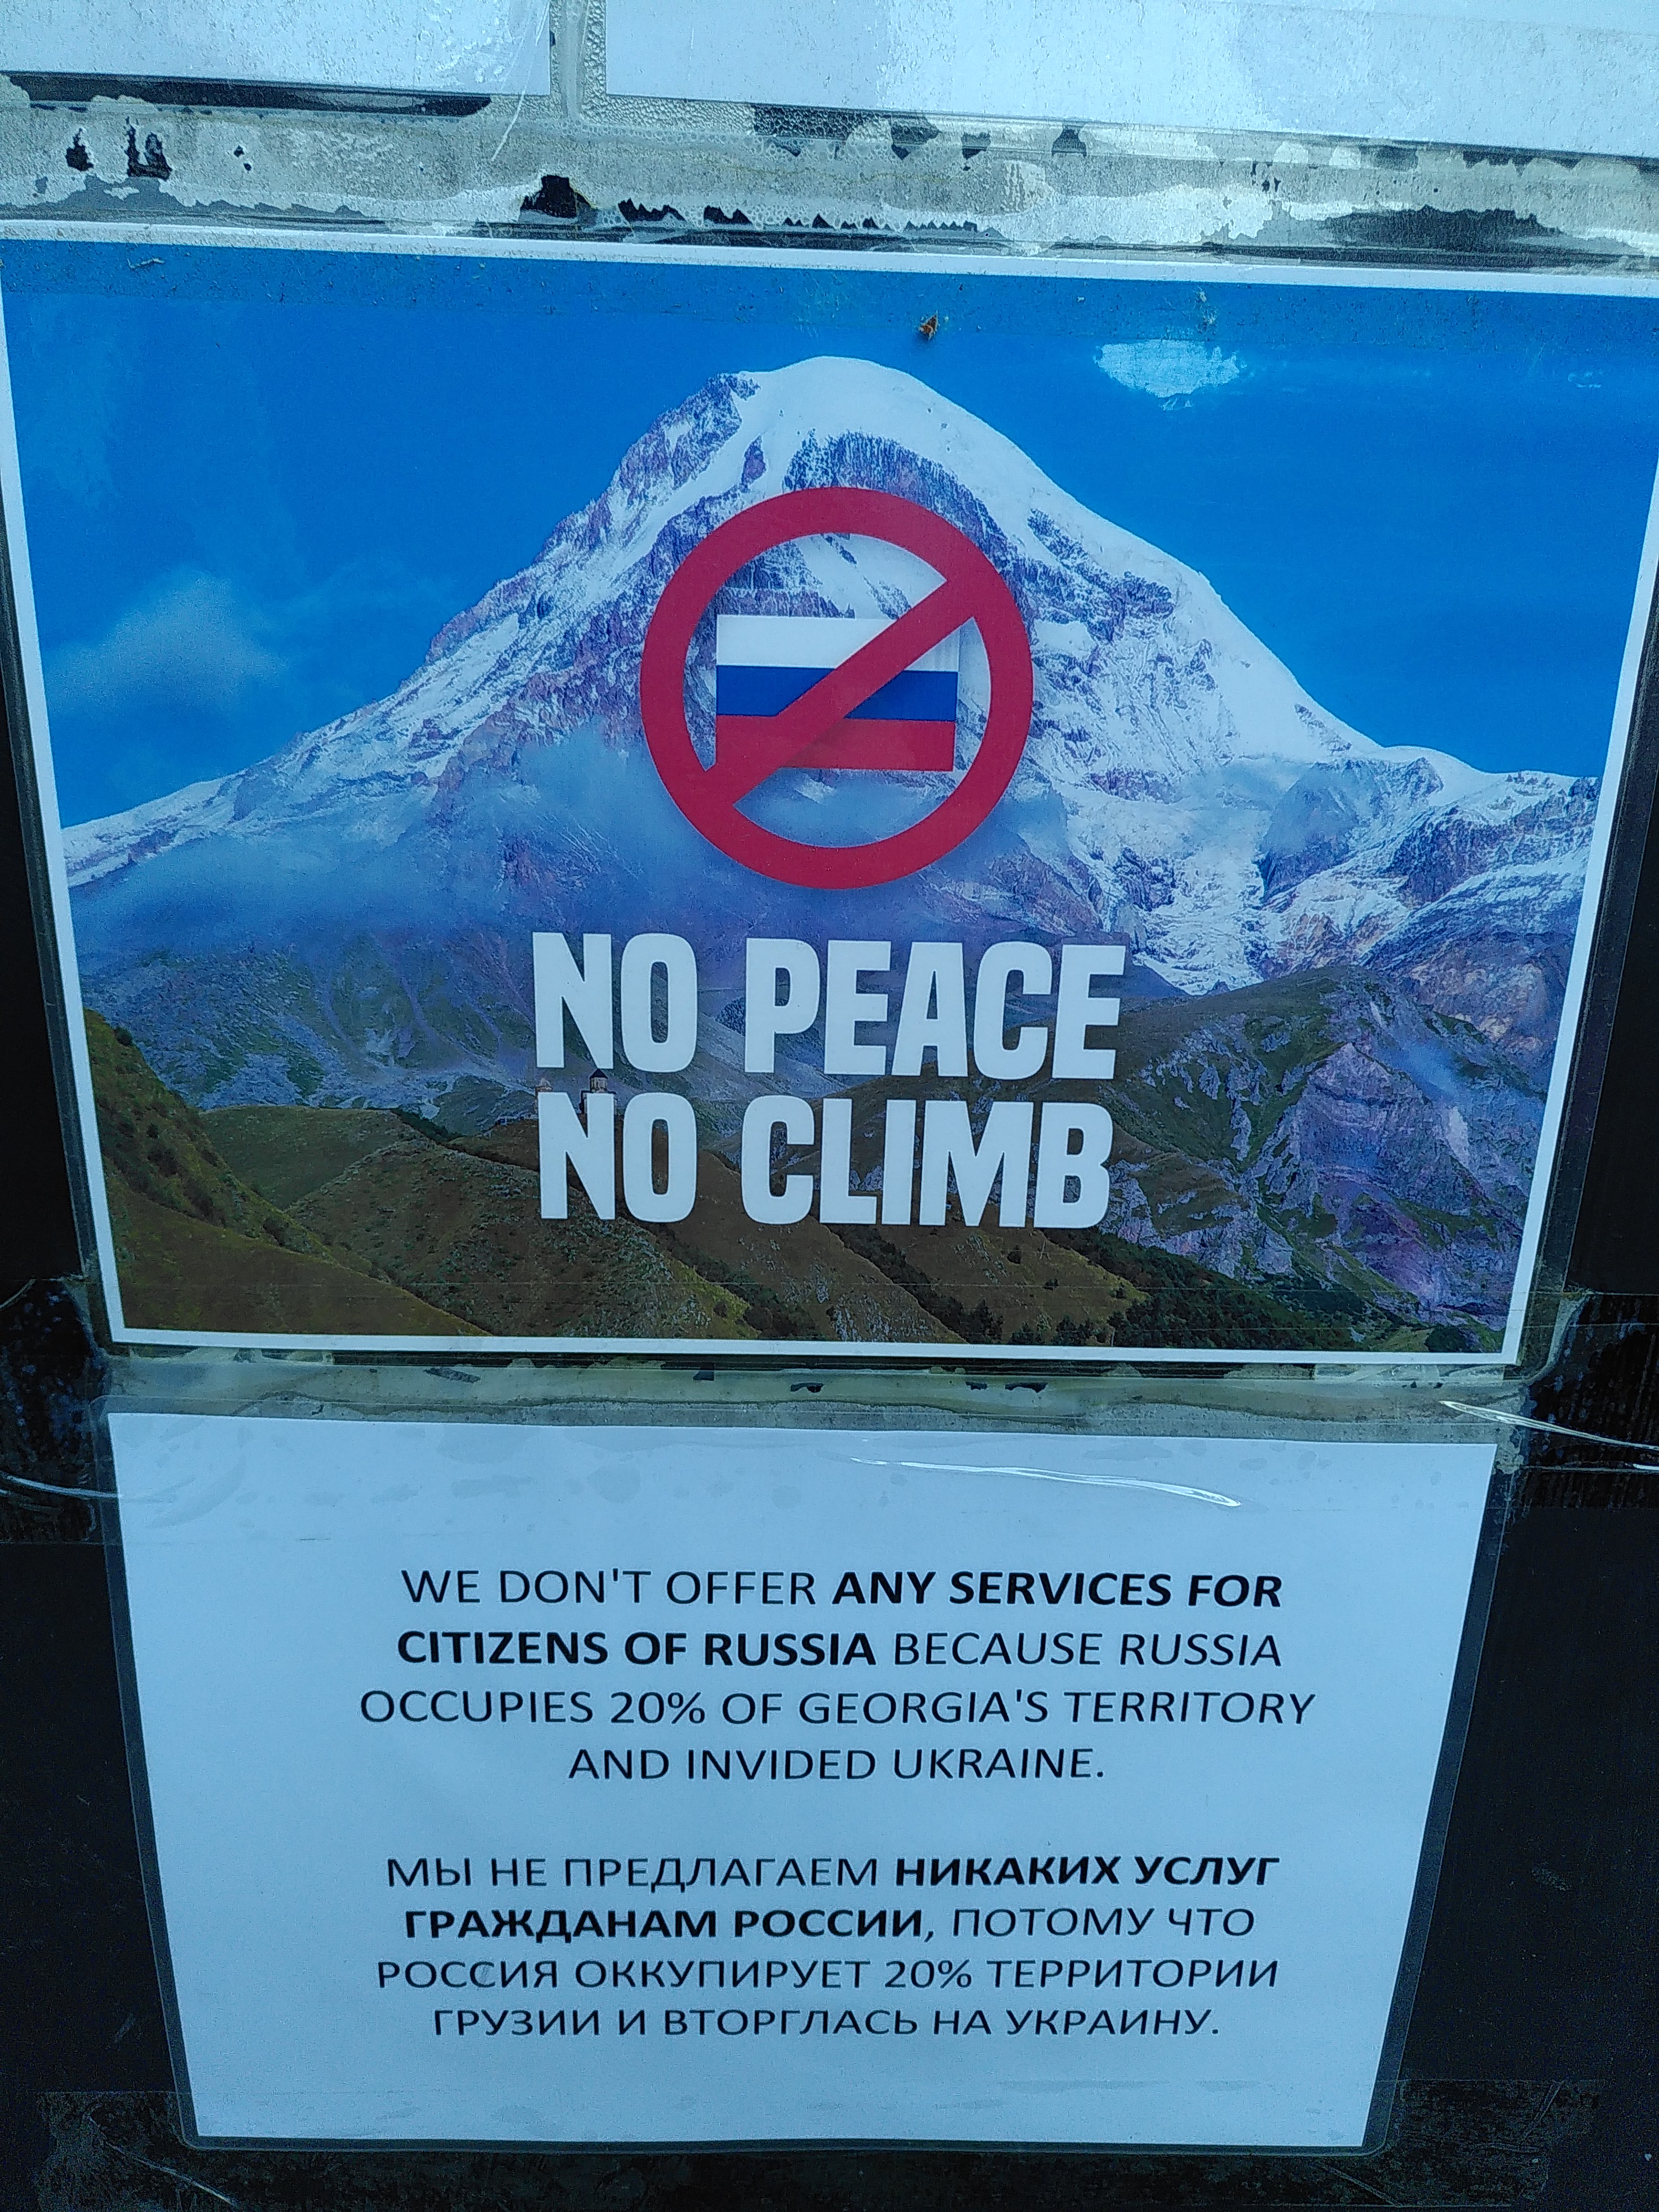 NO PEACE
NO CLIMB
WE DON'T OFFER ANY SERVICES FOR
CITIZENS OF RUSSIA BECAUSE RUSSIA
OCCUPIES 20% OF GEORGIA'S TERRITORY
AND INVIDED UKRAINE.
МЫ НЕ ПРЕДЛАГАЕМ НИКАКИХ УСЛУГ
ГРАЖДАНАМ РОССИИ, ПОТОМУ ЧТО
РОССИЯ ОККУПИРУЕТ 20% ТЕРРИТОРИИ
ГРУЗИИ И ВТОРГЛАСЬ НА УКРАИНУ.